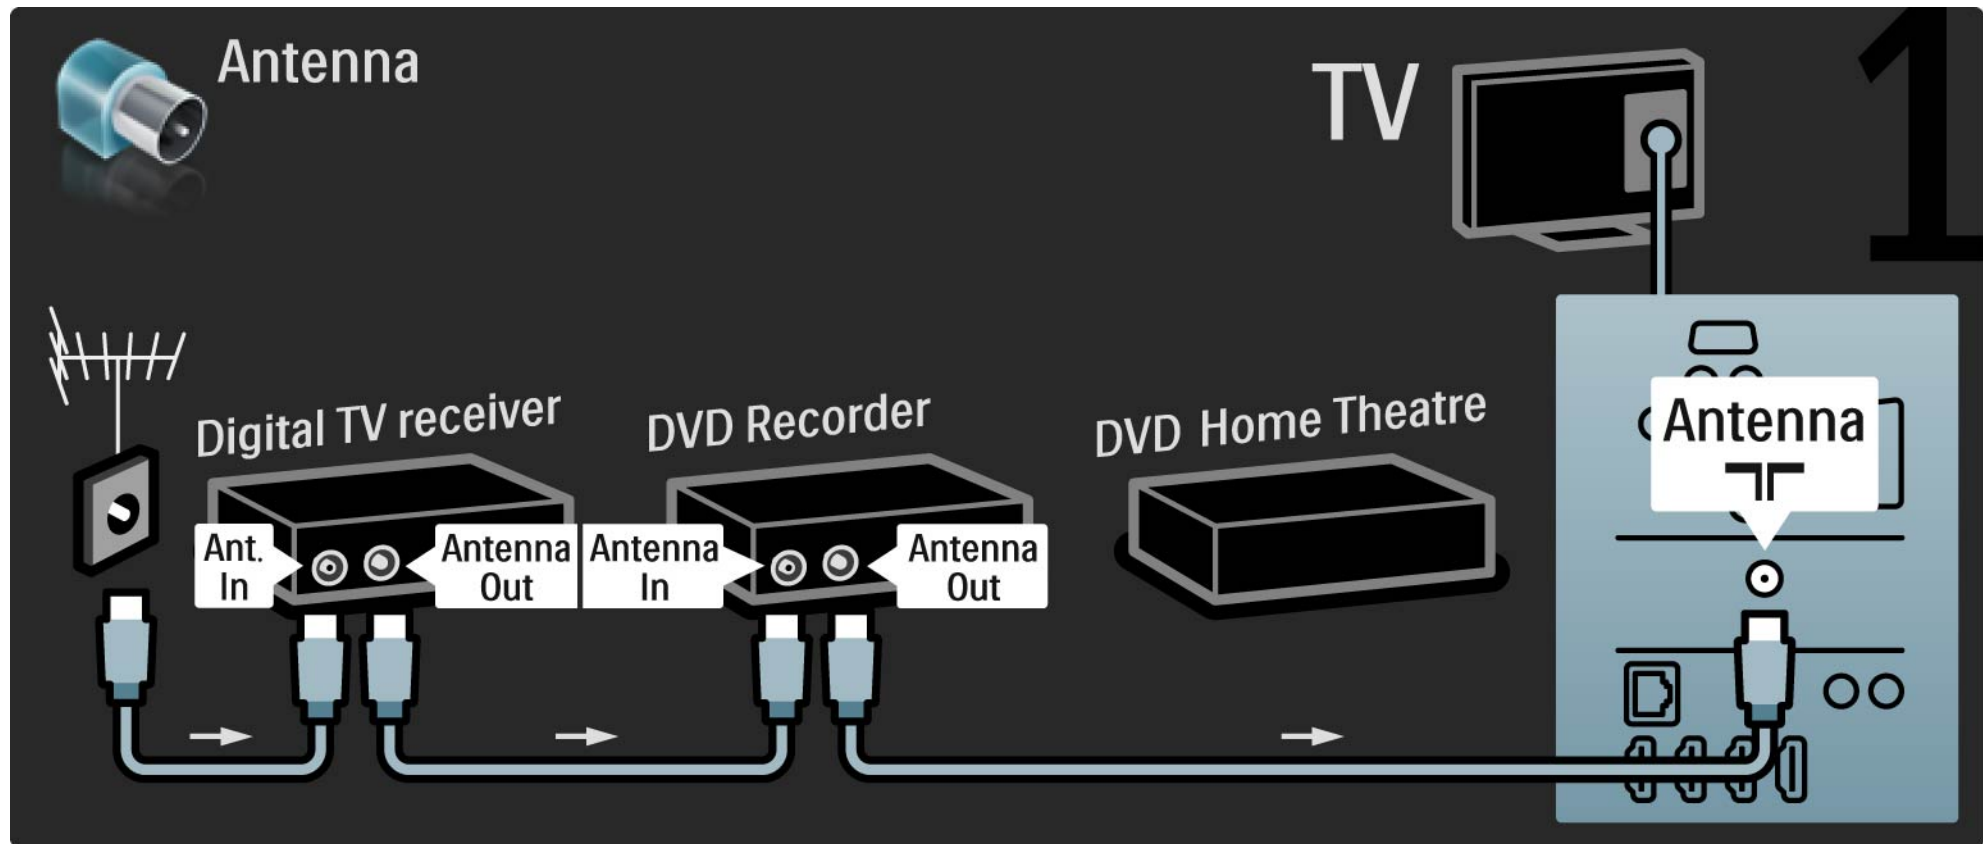 Antenna
TV
1
Digital TV receiver
DVD Recorder
DVD Home Theatre
Antenna
Ant.
In
Antenna
Out
Antenna
In
Antenna
Out